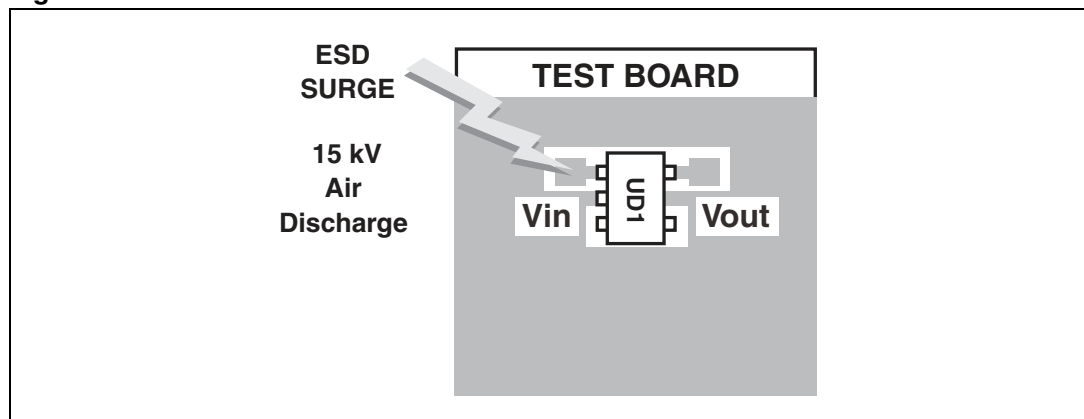 ESD
SURGE
15 kV
Air
Discharge
TEST BOARD
Vin
UD1
Vout